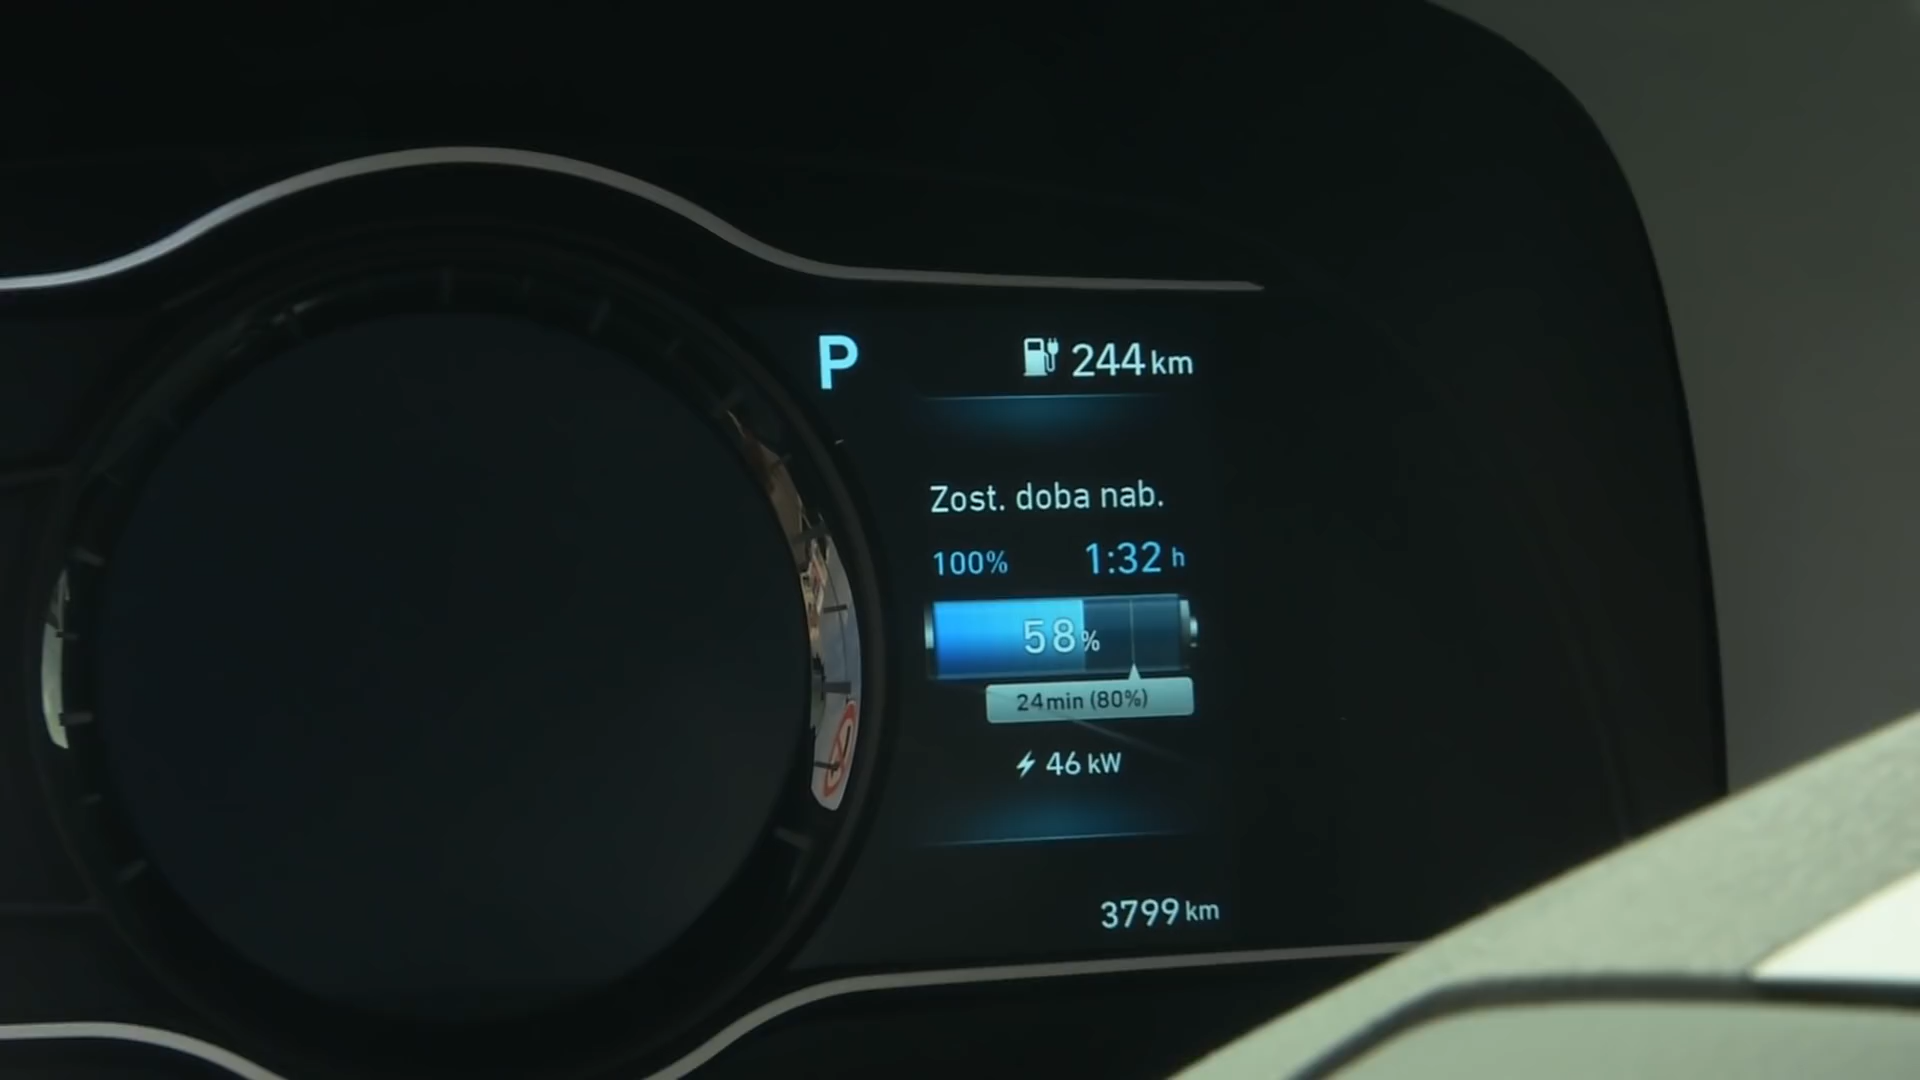 P
244 km
Zost. doba nab.
100% 1:32 h
58%
24min (80%)
46 kW
3799 km